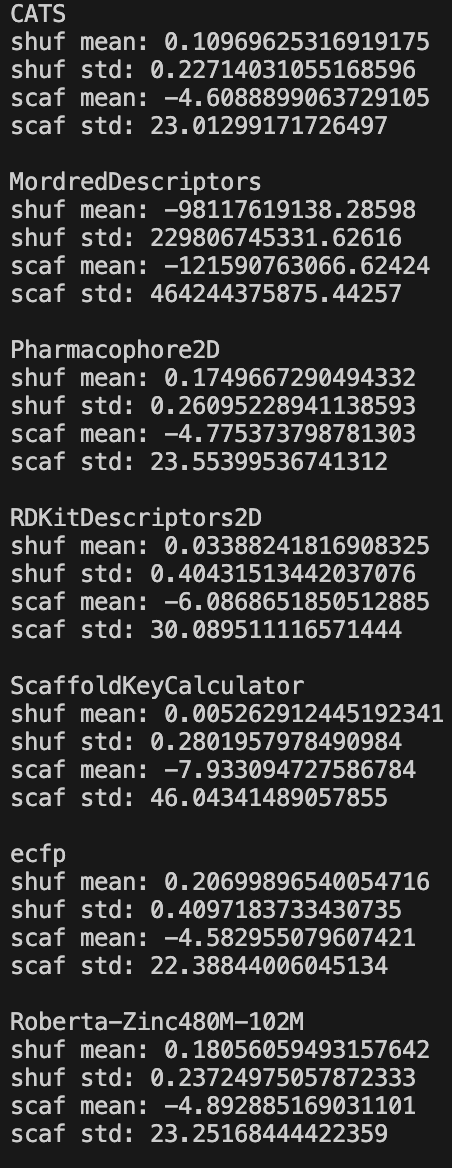 CATS
shuf mean: 0.10969625316919175
shuf std: 0.22714031055168596
scaf mean: -4.6088899063729105
scaf std: 23.01299171726497
MordredDescriptors
shuf mean: -98117619138.28598
shuf std: 229806745331.62616
scaf mean: -121590763066.62424
scaf std: 464244375875.44257
Pharmacophore2D
shuf mean: 0.1749667290494332
shuf std: 0.26095228941138593
scaf mean: -4.775373798781303
scaf std: 23.55399536741312
RDKitDescriptors2D
shuf mean: 0.03388241816908325
shuf std: 0.40431513442037076
scaf mean: -6.0868651850512885
scaf std: 30.089511116571444
ScaffoldKeyCalculator
shuf mean: 0.005262912445192341
shuf std: 0.2801957978490984
scaf mean: -7.933094727586784
scaf std: 46.04341489057855
ecfp
shuf mean: 0.20699896540054716
shuf std: 0.4097183733430735
scaf mean: -4.582955079607421
scaf std: 22.38844006045134
Roberta-Zinc480M-102M
shuf mean: 0.18056059493157642
shuf std: 0.23724975057872333
scaf mean: -4.892885169031101
scaf std: 23.25168444422359